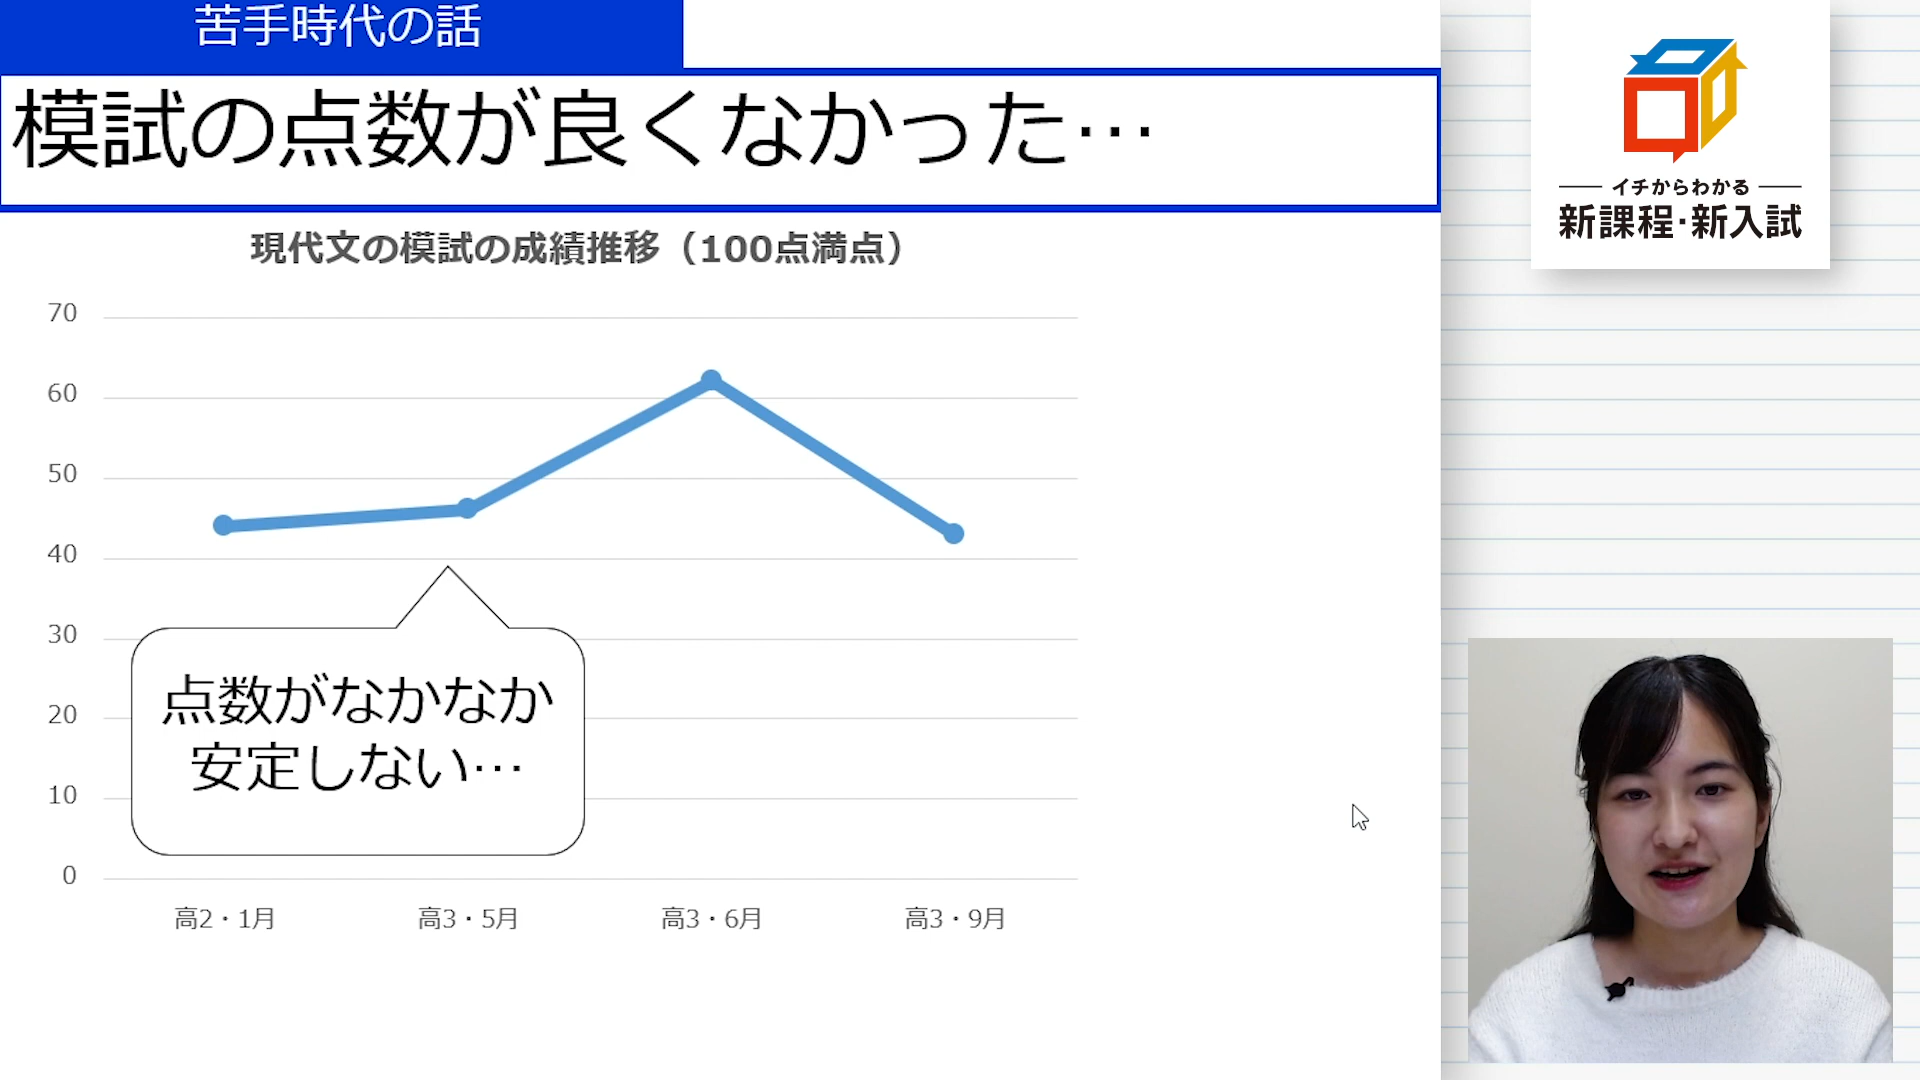 苦手時代の話
模試の点数が良くなかった…
現代文の模試の成績推移（100点満点）
70
60
50
40
30
20
10
0
高2・1月
高3・5月
高3・6月
高3・9月
点数がなかなか
安定しない…
イチからわかる
新課程·新入試